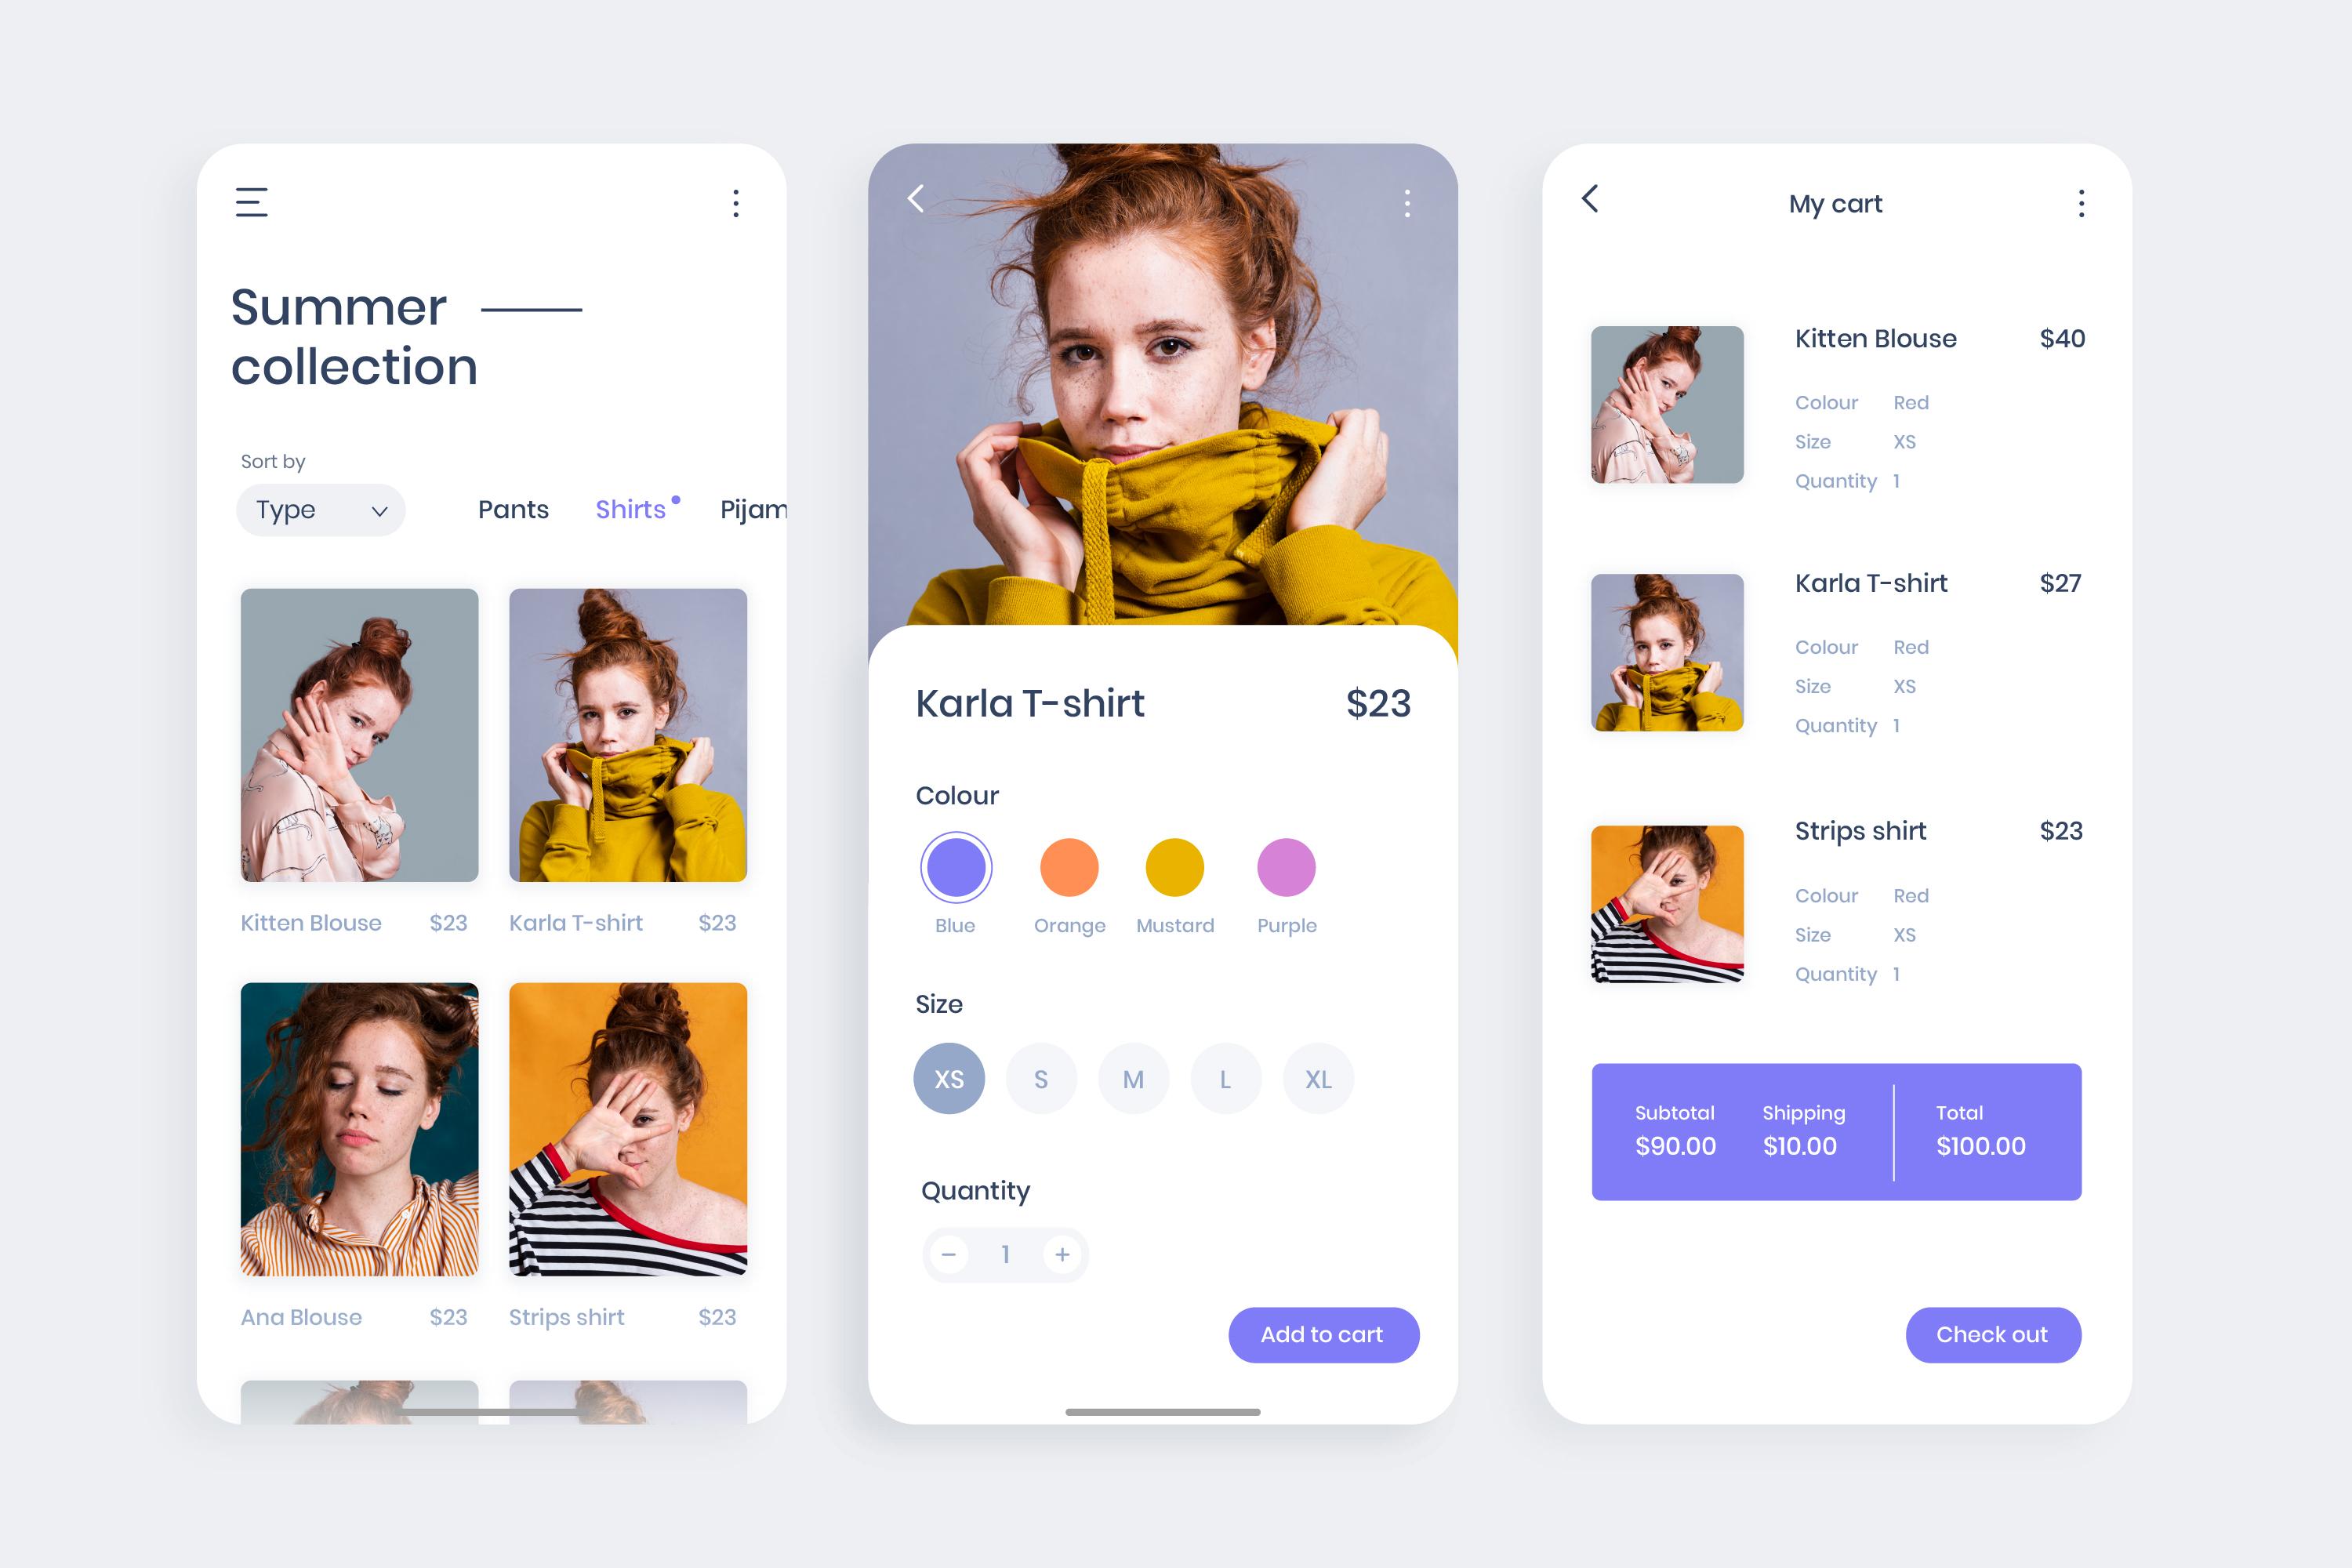 Summer
collection
Sort by
Type
Pants Shirts Pijam
Kitten Blouse $23 Karla T-shirt $23
Ana Blouse $23 Strips shirt $23
Karla T-shirt $23
Colour
Blue Orange Mustard Purple
Size
XS S M L XL
Quantity
− 1 +
Add to cart
My cart
Kitten Blouse $40
Colour Red
Size XS
Quantity 1
Karla T-shirt $27
Colour Red
Size XS
Quantity 1
Strips shirt $23
Colour Red
Size XS
Quantity 1
Subtotal Shipping Total
$90.00 $10.00 $100.00
Check out